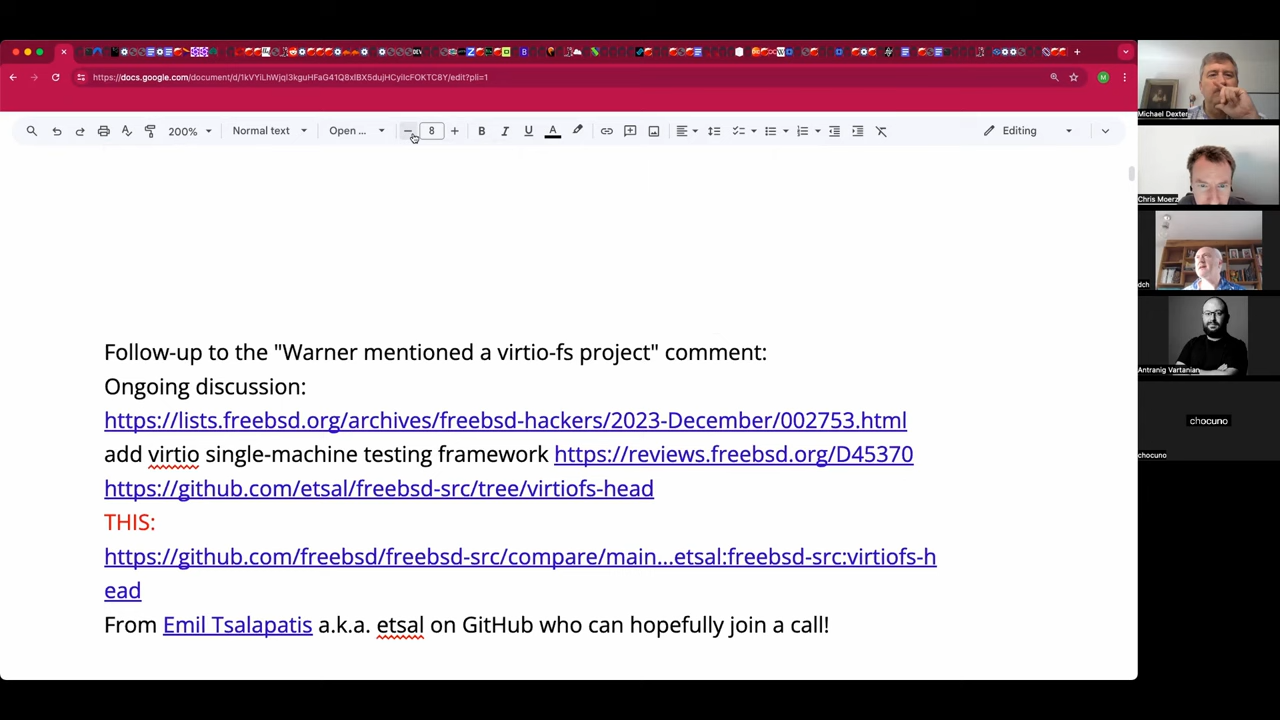 https://docs.google.com/document/d/1kVYiLhWjqI3kguHFaG41Q8xIBX5dujHCyiIcFOKTC8Y/edit?pli=1
M
200%
Normal text
Open ...
8
B
I
U
A
Editing
Follow-up to the "Warner mentioned a virtio-fs project" comment:
Ongoing discussion:
https://lists.freebsd.org/archives/freebsd-hackers/2023-December/002753.html
add virtio single-machine testing framework https://reviews.freebsd.org/D45370
https://github.com/etsal/freebsd-src/tree/virtiofs-head
THIS:
https://github.com/freebsd/freebsd-src/compare/main...etsal:freebsd-src:virtiofs-h
ead
From Emil Tsalapatis a.k.a. etsal on GitHub who can hopefully join a call!
Michael Dexter
Chris Moerz
dch
Antranig Vartanian
chocuno
chocuno